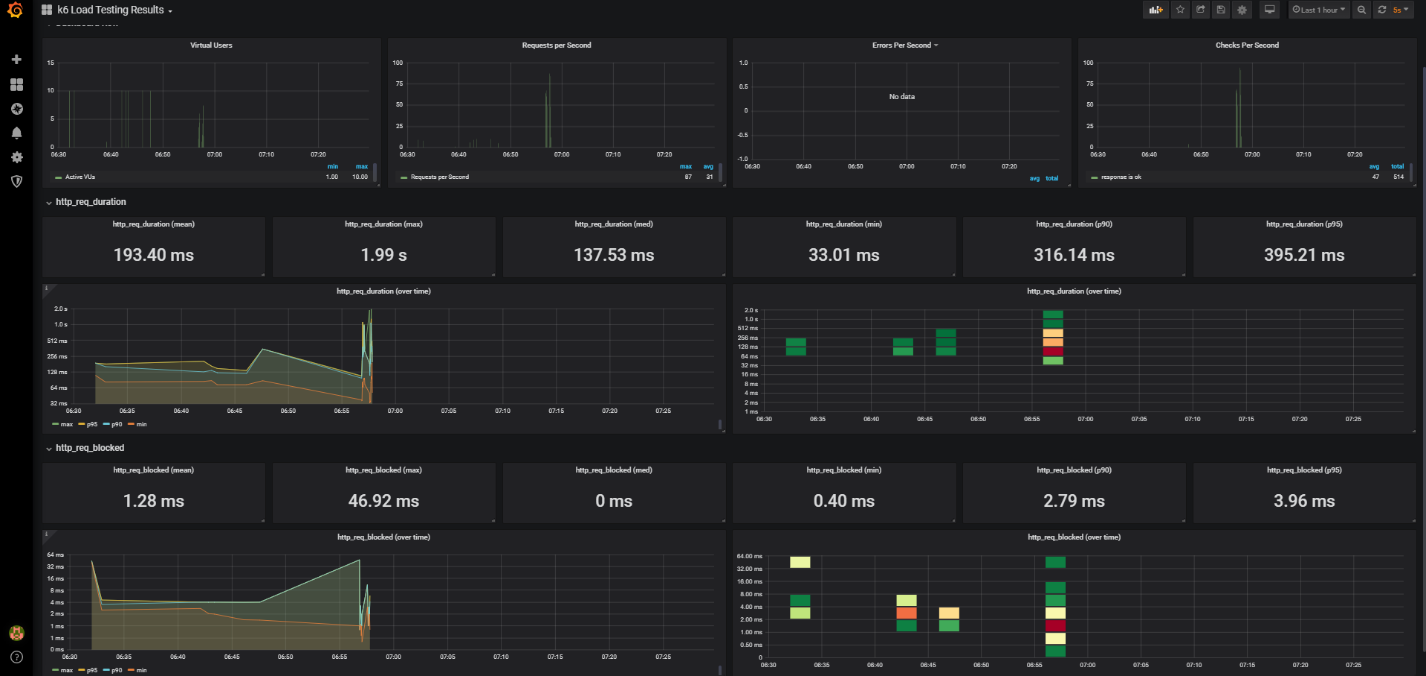 k6 Load Testing Results
Last 1 hour
5s
Virtual Users
15
10
5
0
06:30 06:40 06:50 07:00 07:10 07:20
min max
Active VUs 1.00 10.00
Requests per Second
100
75
50
25
0
06:30 06:40 06:50 07:00 07:10 07:20
max avg
Requests per Second 87 31
Errors Per Second
1.0
0.5
0
-0.5
-1.0
No data
06:30 06:40 06:50 07:00 07:10 07:20
avg total
Checks Per Second
100
75
50
25
0
06:30 06:40 06:50 07:00 07:10 07:20
avg total
response is ok 47 514
http_req_duration
http_req_duration (mean)
193.40 ms
http_req_duration (max)
1.99 s
http_req_duration (med)
137.53 ms
http_req_duration (min)
33.01 ms
http_req_duration (p90)
316.14 ms
http_req_duration (p95)
395.21 ms
http_req_duration (over time)
2.0 s
1.0 s
512 ms
256 ms
128 ms
64 ms
32 ms
06:30 06:35 06:40 06:45 06:50 06:55 07:00 07:05 07:10 07:15 07:20 07:25
max p95 p90 min
http_req_duration (over time)
2.0 s
1.0 s
512 ms
256 ms
128 ms
64 ms
32 ms
16 ms
8 ms
4 ms
2 ms
1 ms
06:30 06:35 06:40 06:45 06:50 06:55 07:00 07:05 07:10 07:15 07:20 07:25
http_req_blocked
http_req_blocked (mean)
1.28 ms
http_req_blocked (max)
46.92 ms
http_req_blocked (med)
0 ms
http_req_blocked (min)
0.40 ms
http_req_blocked (p90)
2.79 ms
http_req_blocked (p95)
3.96 ms
http_req_blocked (over time)
64 ms
32 ms
16 ms
8 ms
4 ms
2 ms
1 ms
1 ms
0 ms
06:30 06:35 06:40 06:45 06:50 06:55 07:00 07:05 07:10 07:15 07:20 07:25
max p95 p90 min
http_req_blocked (over time)
64.00 ms
32.00 ms
16.00 ms
8.00 ms
4.00 ms
2.00 ms
1.00 ms
0.50 ms
0
06:30 06:35 06:40 06:45 06:50 06:55 07:00 07:05 07:10 07:15 07:20 07:25